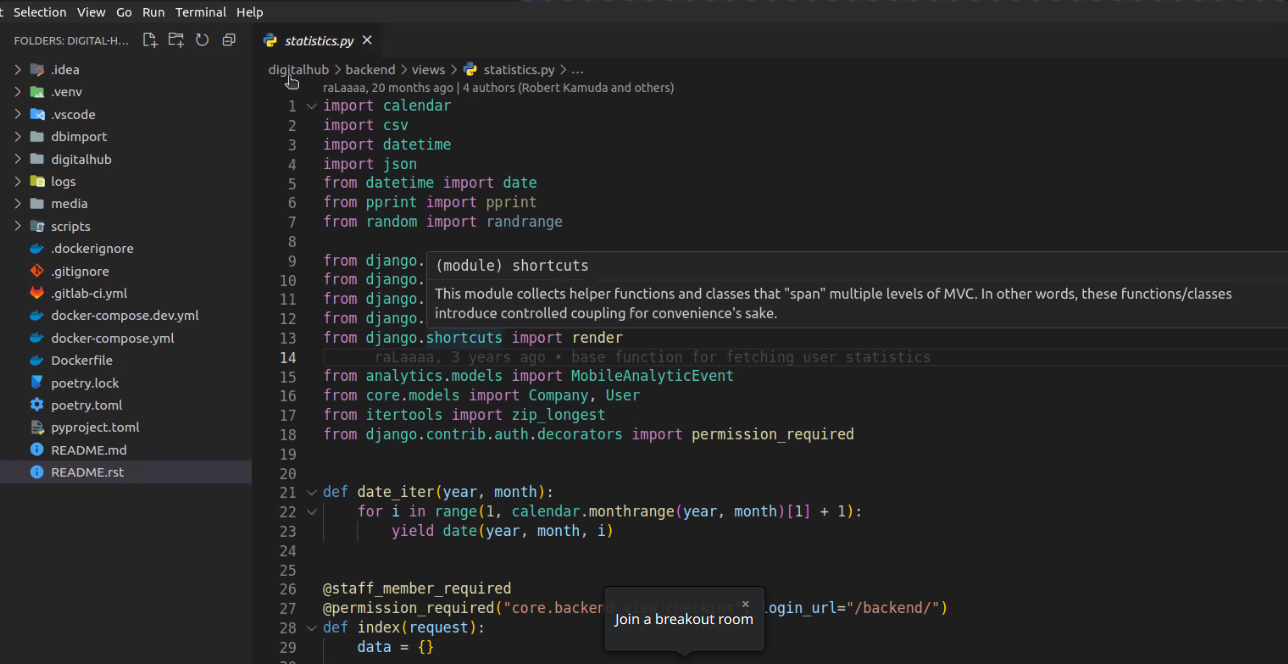 Selection View Go Run Terminal Help
FOLDERS: DIGITAL-H...
.idea
.venv
.vscode
dbimport
digitalhub
logs
media
scripts
.dockerignore
.gitignore
.gitlab-ci.yml
docker-compose.dev.yml
docker-compose.yml
Dockerfile
poetry.lock
poetry.toml
pyproject.toml
README.md
README.rst
statistics.py
digitalhub > backend > views > statistics.py > ...
raLaaaa, 20 months ago | 4 authors (Robert Kamuda and others)
1 import calendar
2 import csv
3 import datetime
4 import json
5 from datetime import date
6 from pprint import pprint
7 from random import randrange
8
9 from django.
10 from django.
11 from django.
12 from django.
(module) shortcuts
This module collects helper functions and classes that "span" multiple levels of MVC. In other words, these functions/classes
introduce controlled coupling for convenience's sake.
13 from django.shortcuts import render
14 raLaaaa, 3 years ago • base function for fetching user statistics
15 from analytics.models import MobileAnalyticEvent
16 from core.models import Company, User
17 from itertools import zip_longest
18 from django.contrib.auth.decorators import permission_required
19
20
21 def date_iter(year, month):
22 for i in range(1, calendar.monthrange(year, month)[1] + 1):
23 yield date(year, month, i)
24
25
26 @staff_member_required
27 @permission_required("core.backend_view_checkins", login_url="/backend/")
28 def index(request):
29 data = {}
Join a breakout room